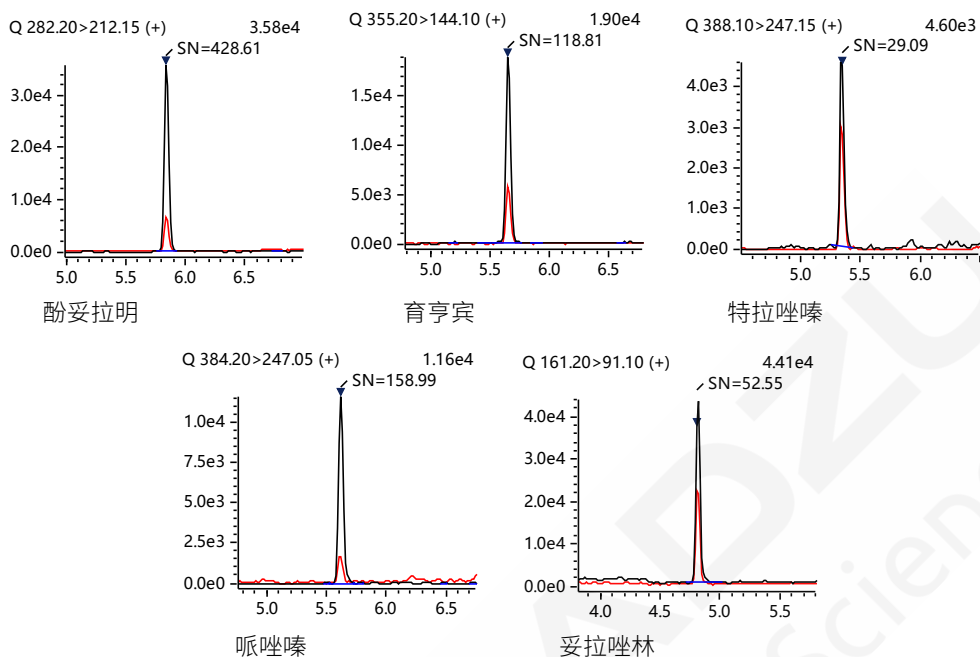 Q 282.20>212.15 (+) 3.58e4
SN=428.61
3.0e4
2.0e4
1.0e4
0.0e0
5.0 5.5 6.0 6.5
酚妥拉明
Q 355.20>144.10 (+) 1.90e4
SN=118.81
1.5e4
1.0e4
5.0e3
0.0e0
5.0 5.5 6.0 6.5
育亨宾
Q 388.10>247.15 (+) 4.60e3
SN=29.09
4.0e3
3.0e3
2.0e3
1.0e3
0.0e0
5.0 5.5 6.0
特拉唑嗪
Q 384.20>247.05 (+) 1.16e4
SN=158.99
1.0e4
7.5e3
5.0e3
2.5e3
0.0e0
5.0 5.5 6.0 6.5
哌唑嗪
Q 161.20>91.10 (+) 4.41e4
SN=52.55
4.0e4
3.0e4
2.0e4
1.0e4
0.0e0
4.0 4.5 5.0 5.5
妥拉唑林
ADZU
Scienc